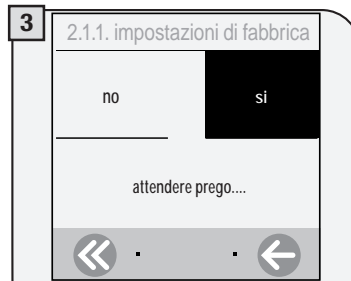 3
2.1.1. impostazioni di fabbrica
no si
attendere prego....